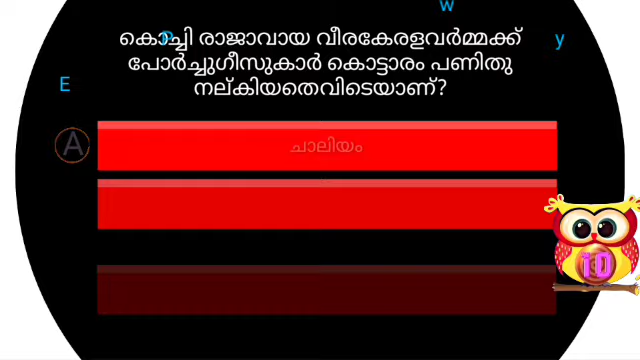 w
P
y
E
കൊച്ചി രാജാവായ വീരകേരളവർമ്മക്ക്
പോർച്ചുഗീസുകാർ കൊട്ടാരം പണിതു
നല്കിയതെവിടെയാണ്?
A ചാലിയം
10